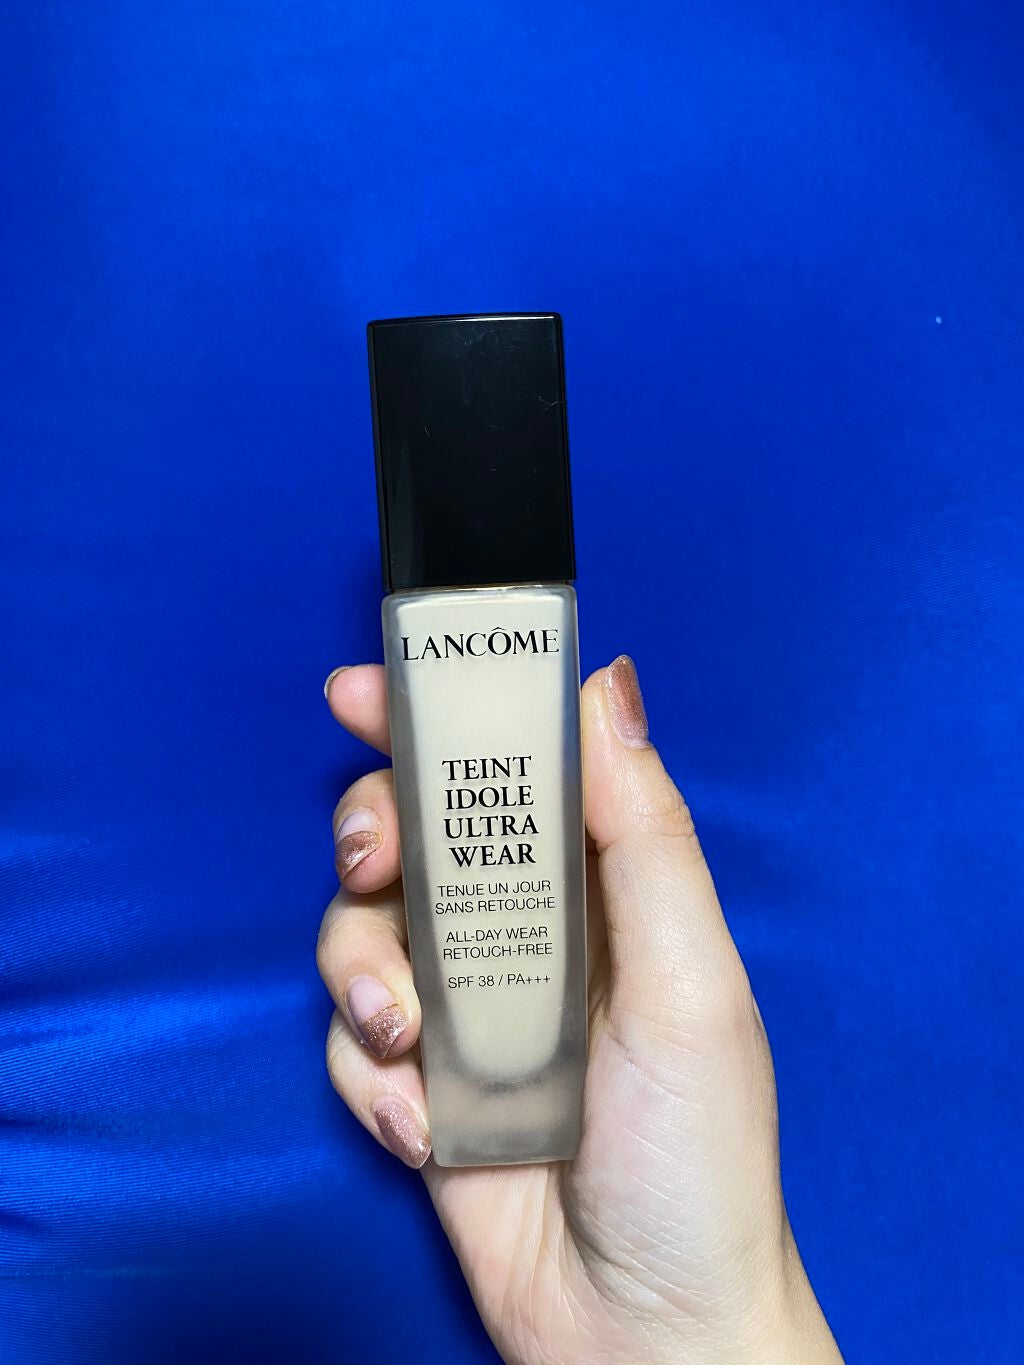 LANCÔME
TEINT
IDOLE
ULTRA
WEAR
TENUE UN JOUR
SANS RETOUCHE
ALL-DAY WEAR
RETOUCH-FREE
SPF 38 / PA+++